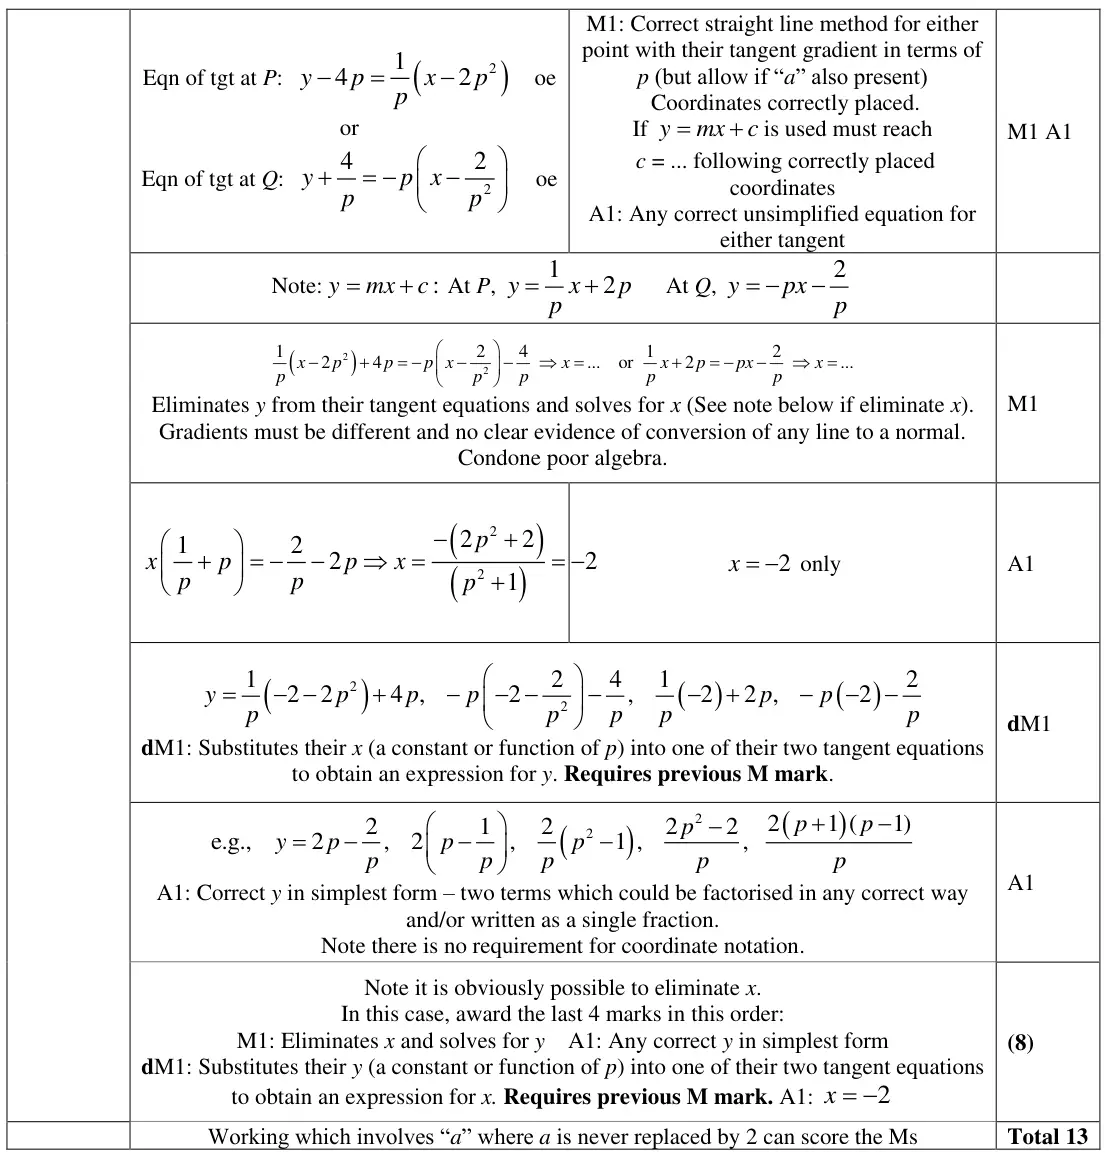 Eqn of tgt at P: y − 4p = 1/p (x − 2p²) oe
or
Eqn of tgt at Q: y + 4/p = −p(x − 2/p²) oe
M1: Correct straight line method for either
point with their tangent gradient in terms of
p (but allow if “a” also present)
Coordinates correctly placed.
If y = mx + c is used must reach
c = ... following correctly placed
coordinates
A1: Any correct unsimplified equation for
either tangent
M1 A1
Note: y = mx + c : At P, y = 1/p x + 2p At Q, y = −px − 2/p
1/p (x − 2p²) + 4p = −p(x − 2/p²) − 4/p ⇒ x = ... or 1/p x + 2p = −px − 2/p ⇒ x = ...
Eliminates y from their tangent equations and solves for x (See note below if eliminate x).
Gradients must be different and no clear evidence of conversion of any line to a normal.
Condone poor algebra.
M1
x(1/p + p) = −2/p − 2p ⇒ x = −(2p² + 2)/(p² + 1) = −2
x = −2 only
A1
y = 1/p (−2 − 2p²) + 4p, −p(−2 − 2/p²) − 4/p, 1/p (−2) + 2p, −p(−2) − 2/p
dM1: Substitutes their x (a constant or function of p) into one of their two tangent equations
to obtain an expression for y. Requires previous M mark.
dM1
e.g., y = 2p − 2/p, 2(p − 1/p), 2/p (p² − 1), (2p² − 2)/p, 2(p + 1)(p − 1)/p
A1: Correct y in simplest form – two terms which could be factorised in any correct way
and/or written as a single fraction.
Note there is no requirement for coordinate notation.
A1
Note it is obviously possible to eliminate x.
In this case, award the last 4 marks in this order:
M1: Eliminates x and solves for y A1: Any correct y in simplest form
dM1: Substitutes their y (a constant or function of p) into one of their two tangent equations
to obtain an expression for x. Requires previous M mark. A1: x = −2
(8)
Working which involves “a” where a is never replaced by 2 can score the Ms
Total 13